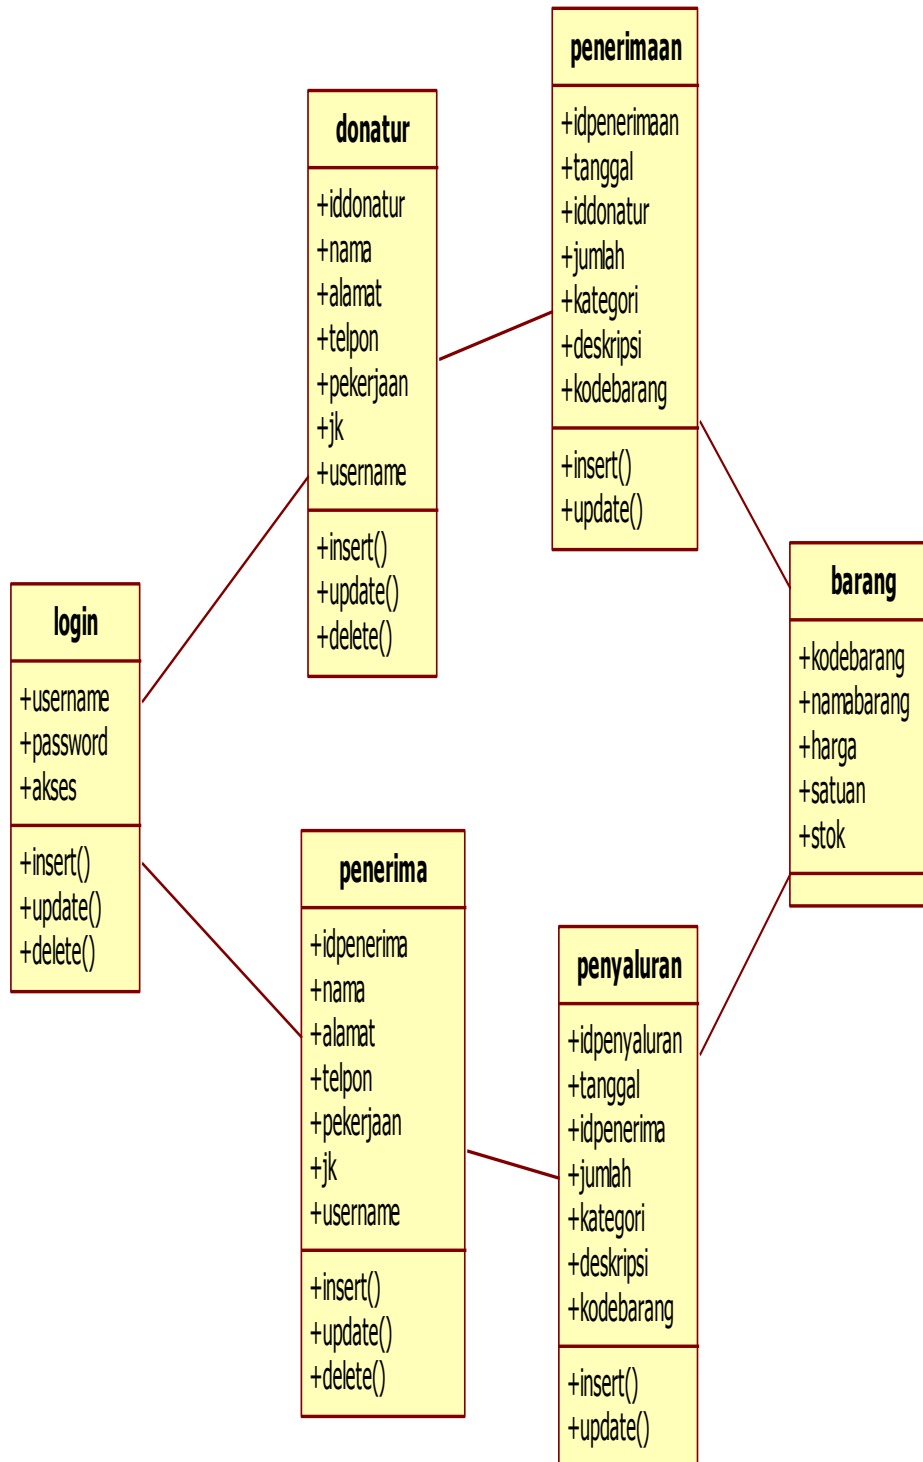 penerimaan
+idpenerimaan
+tanggal
+iddonatur
+jumlah
+kategori
+deskripsi
+kodebarang
+insert()
+update()
donatur
+iddonatur
+nama
+alamat
+telpon
+pekerjaan
+jk
+username
+insert()
+update()
+delete()
barang
+kodebarang
+namabarang
+harga
+satuan
+stok
login
+username
+password
+akses
+insert()
+update()
+delete()
penerima
+idpenerima
+nama
+alamat
+telpon
+pekerjaan
+jk
+username
+insert()
+update()
+delete()
penyaluran
+idpenyaluran
+tanggal
+idpenerima
+jumlah
+kategori
+deskripsi
+kodebarang
+insert()
+update()